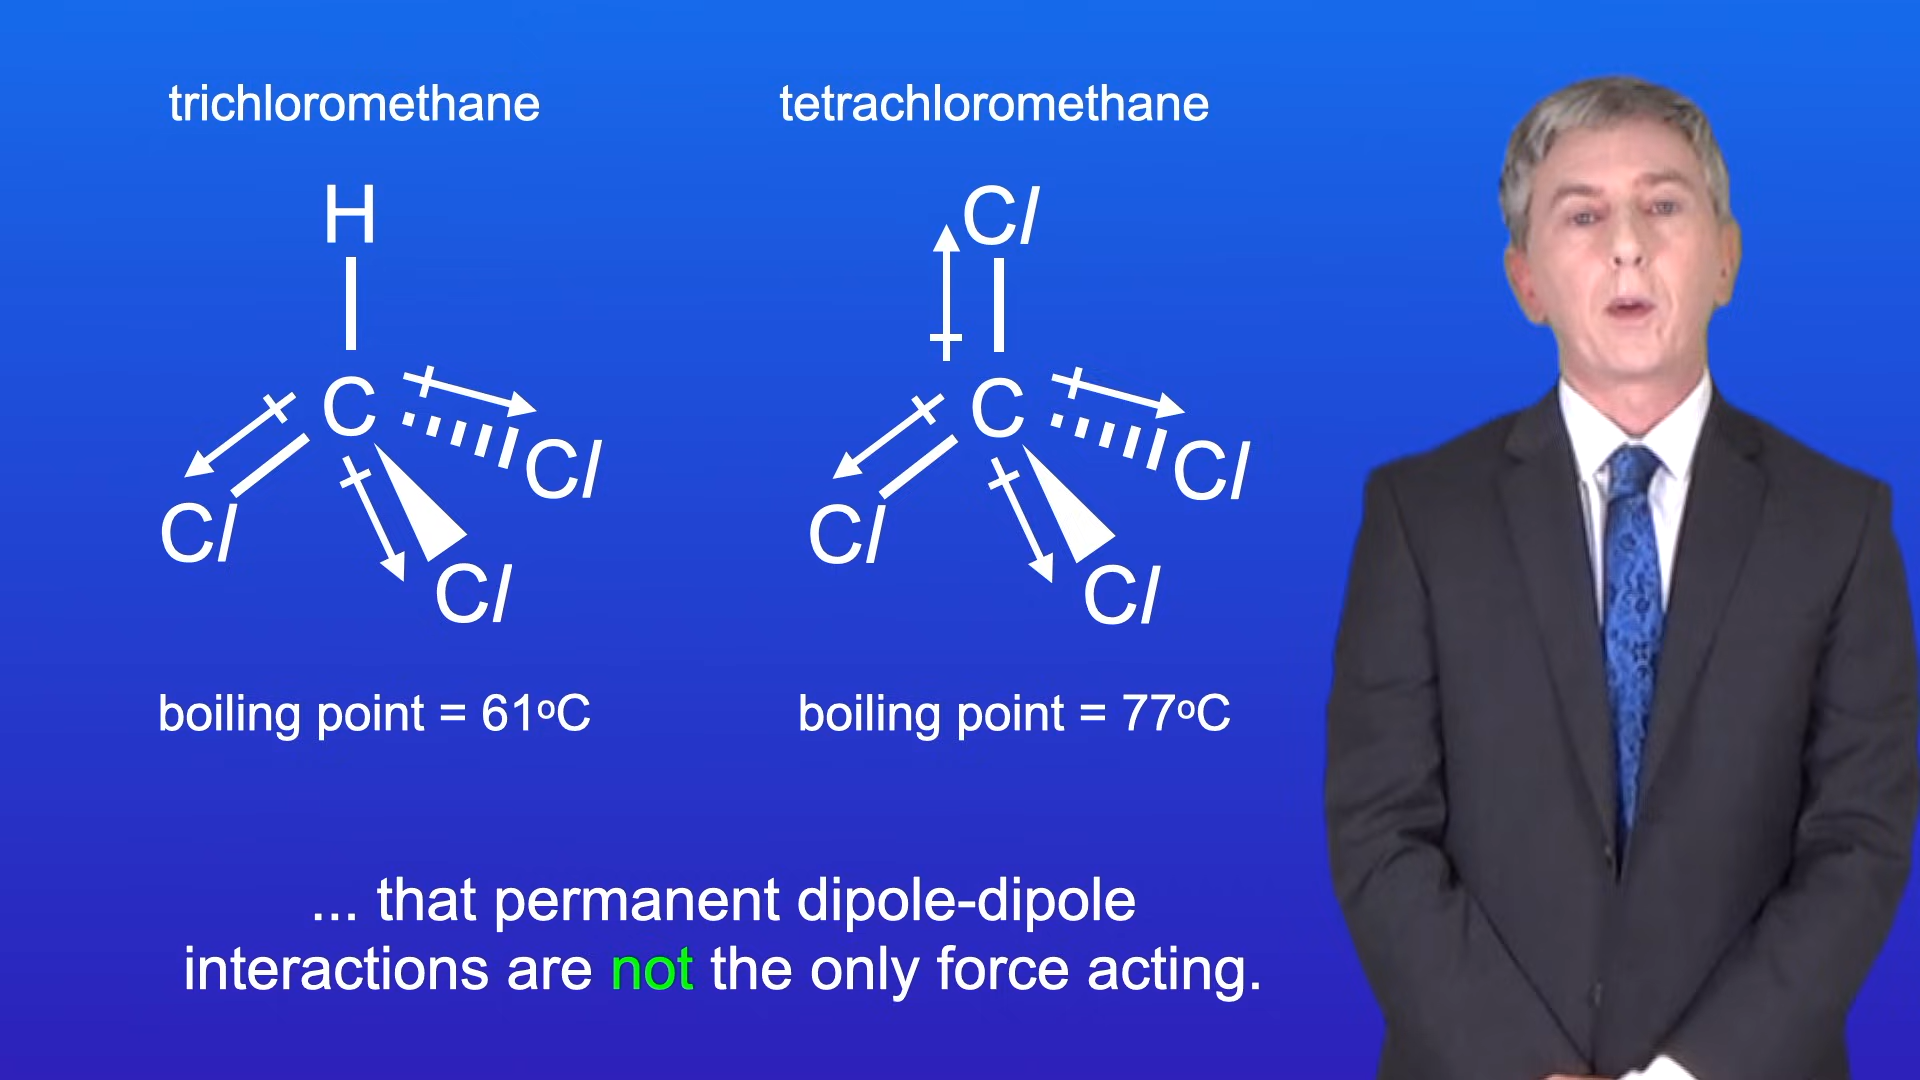 trichloromethane
tetrachloromethane
H
C
Cl
Cl
Cl
Cl
C
Cl
Cl
Cl
boiling point = 61ºC
boiling point = 77ºC
... that permanent dipole-dipole
interactions are not the only force acting.